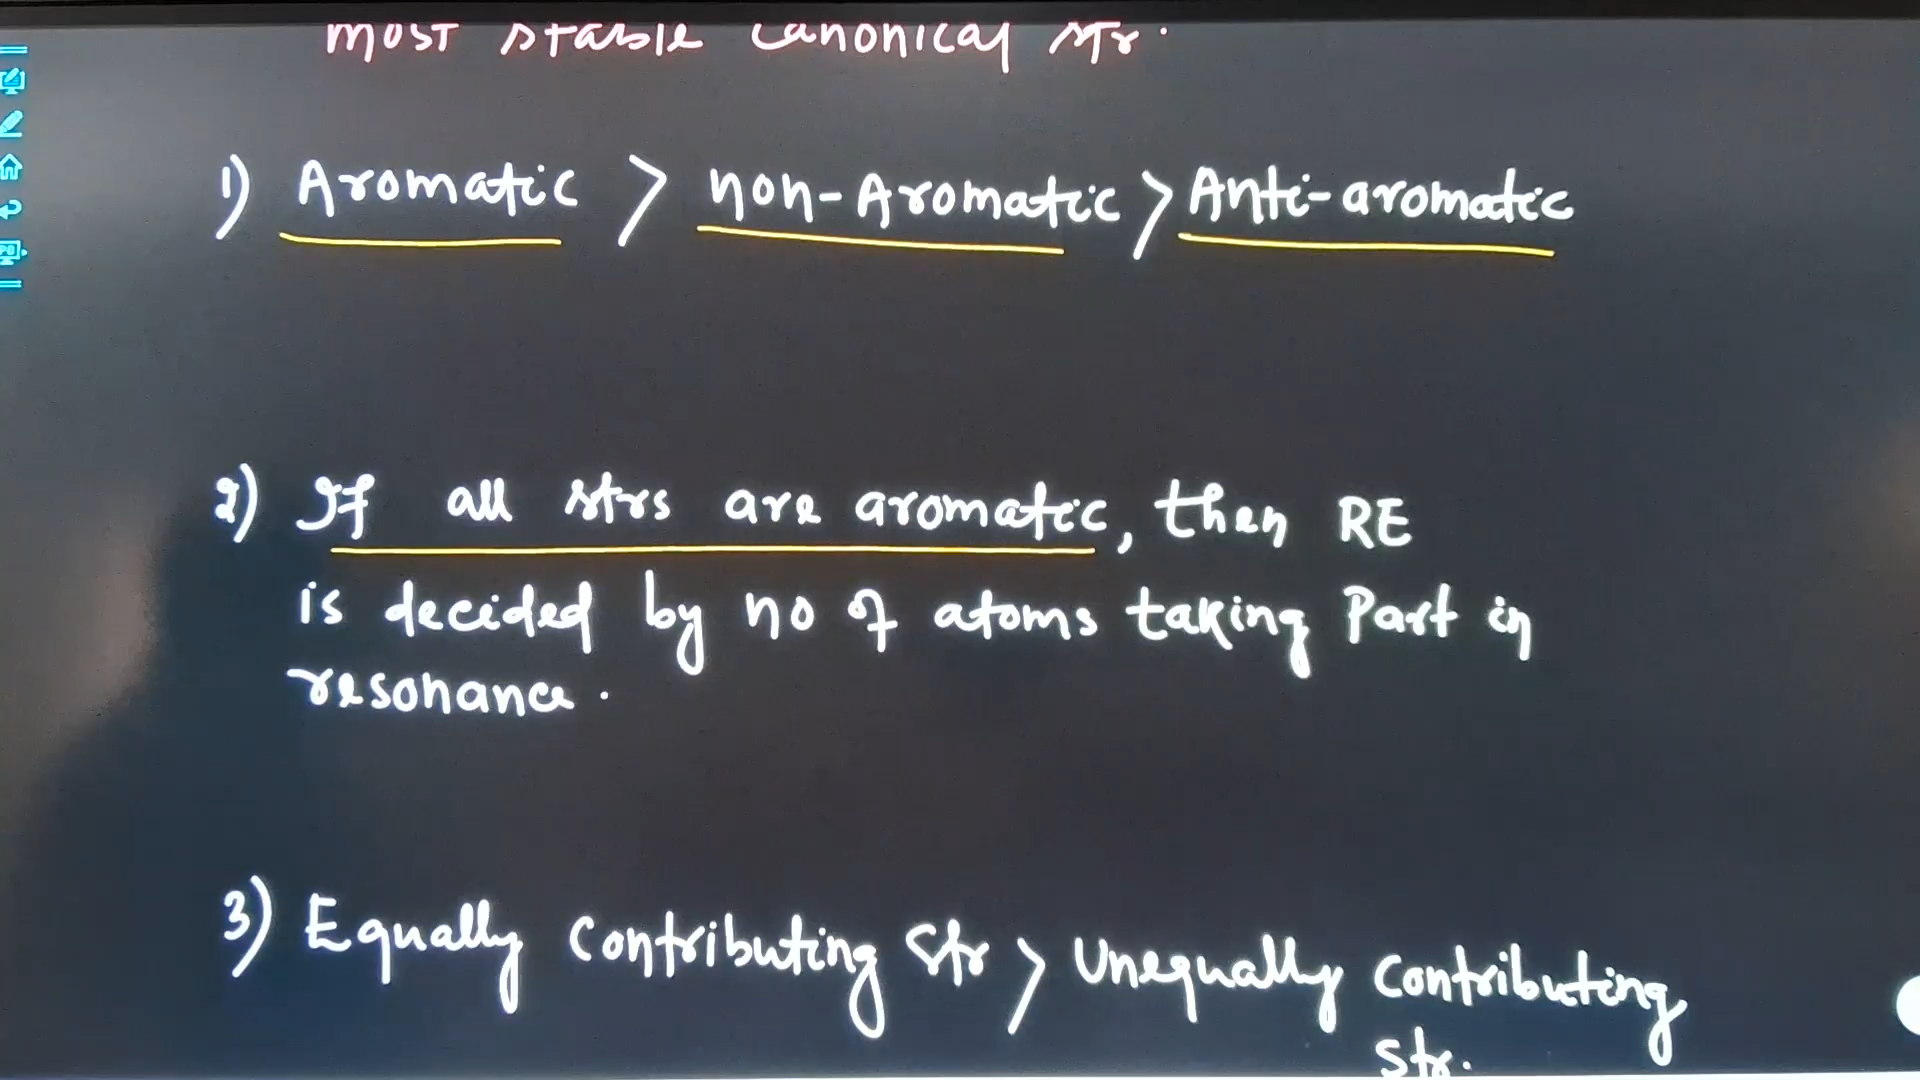 most stable canonical str.
1) Aromatic > non-Aromatic > Anti-aromatic
2) If all strs are aromatic, then RE
is decided by no of atoms taking Part in
resonance.
3) Equally Contributing Str > Unequally Contributing
Str.